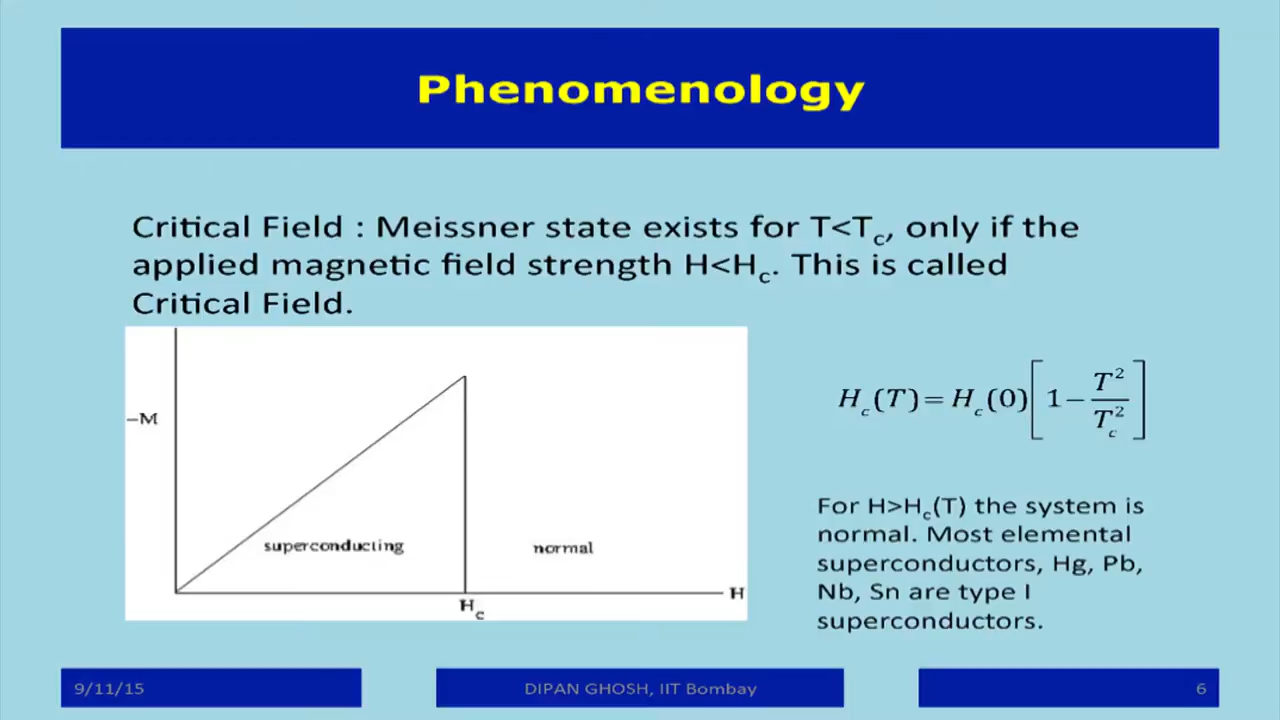 Phenomenology
Critical Field : Meissner state exists for T<Tc, only if the
applied magnetic field strength H<Hc. This is called
Critical Field.
−M
superconducting
normal
H
Hc
Hc(T) = Hc(0)[1 − T²/Tc²]
For H>Hc(T) the system is
normal. Most elemental
superconductors, Hg, Pb,
Nb, Sn are type I
superconductors.
9/11/15
DIPAN GHOSH, IIT Bombay
6